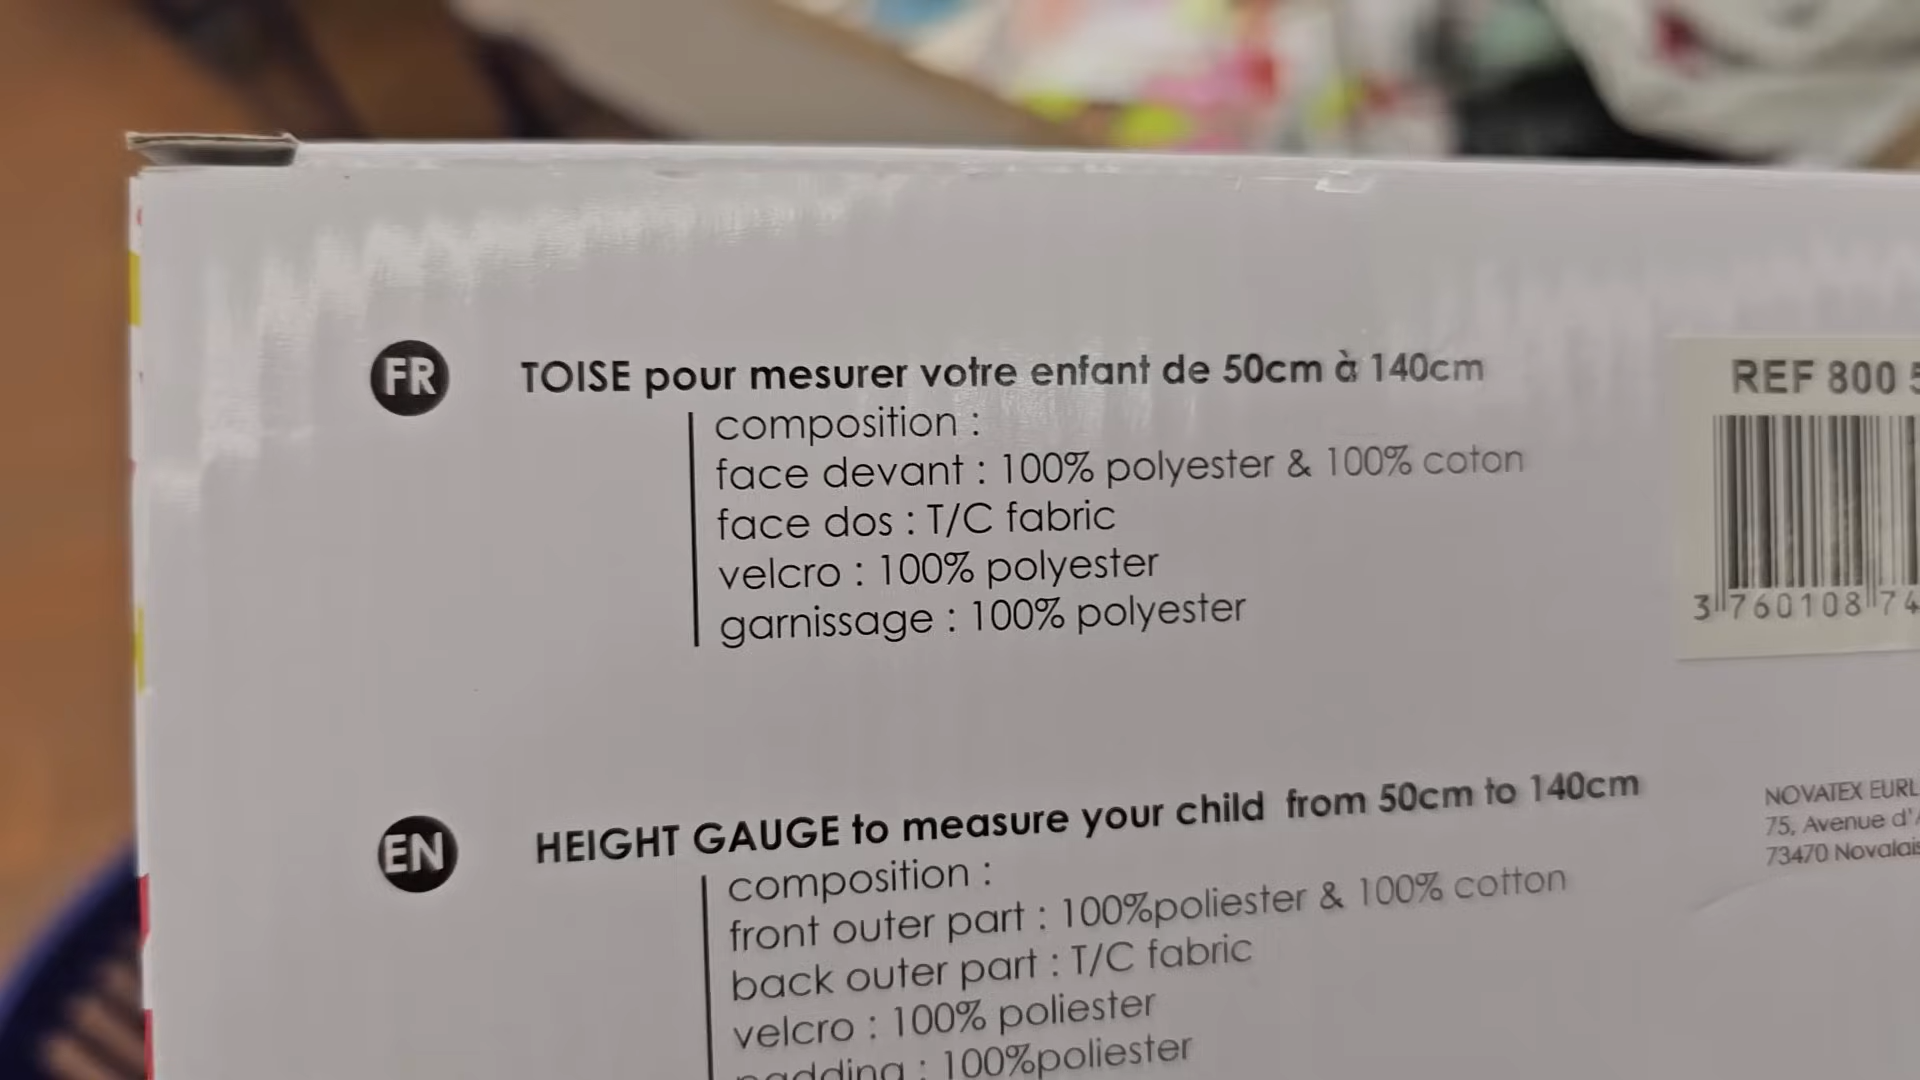 FR
TOISE pour mesurer votre enfant de 50cm à 140cm
composition :
face devant : 100% polyester & 100% coton
face dos : T/C fabric
velcro : 100% polyester
garnissage : 100% polyester
REF 800
3 760108 74
EN
HEIGHT GAUGE to measure your child from 50cm to 140cm
composition :
front outer part : 100%poliester & 100% cotton
back outer part : T/C fabric
velcro : 100% poliester
padding : 100%poliester
NOVATEX EURL
75, Avenue
73470